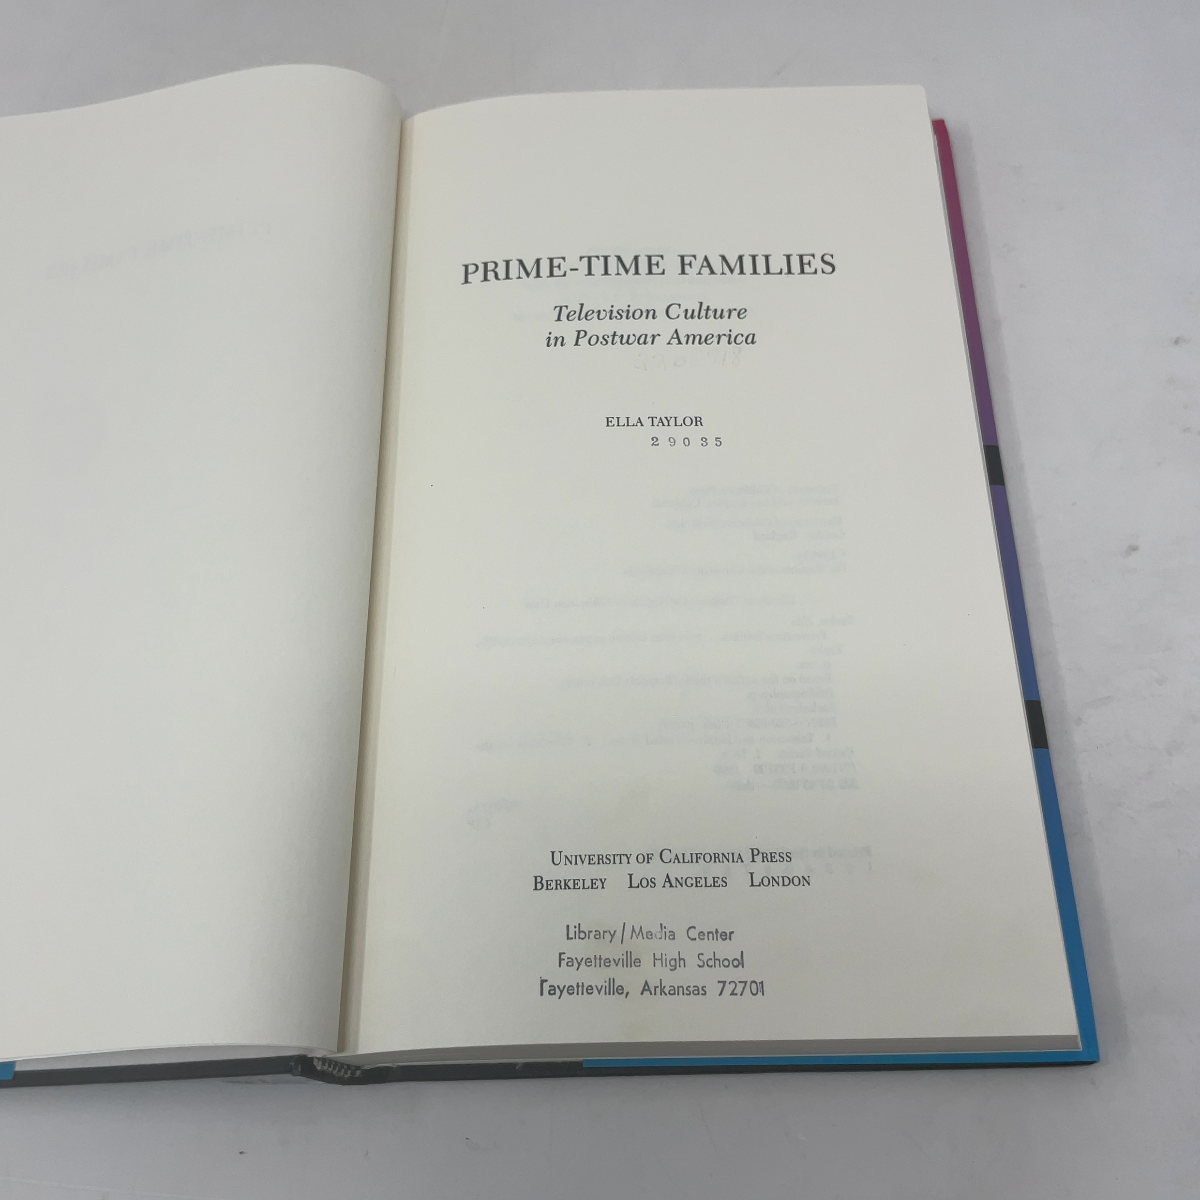 PRIME-TIME FAMILIES
Television Culture
in Postwar America
ELLA TAYLOR
29035
UNIVERSITY OF CALIFORNIA PRESS
BERKELEY LOS ANGELES LONDON
Library/Media Center
Fayetteville High School
Fayetteville, Arkansas 72701